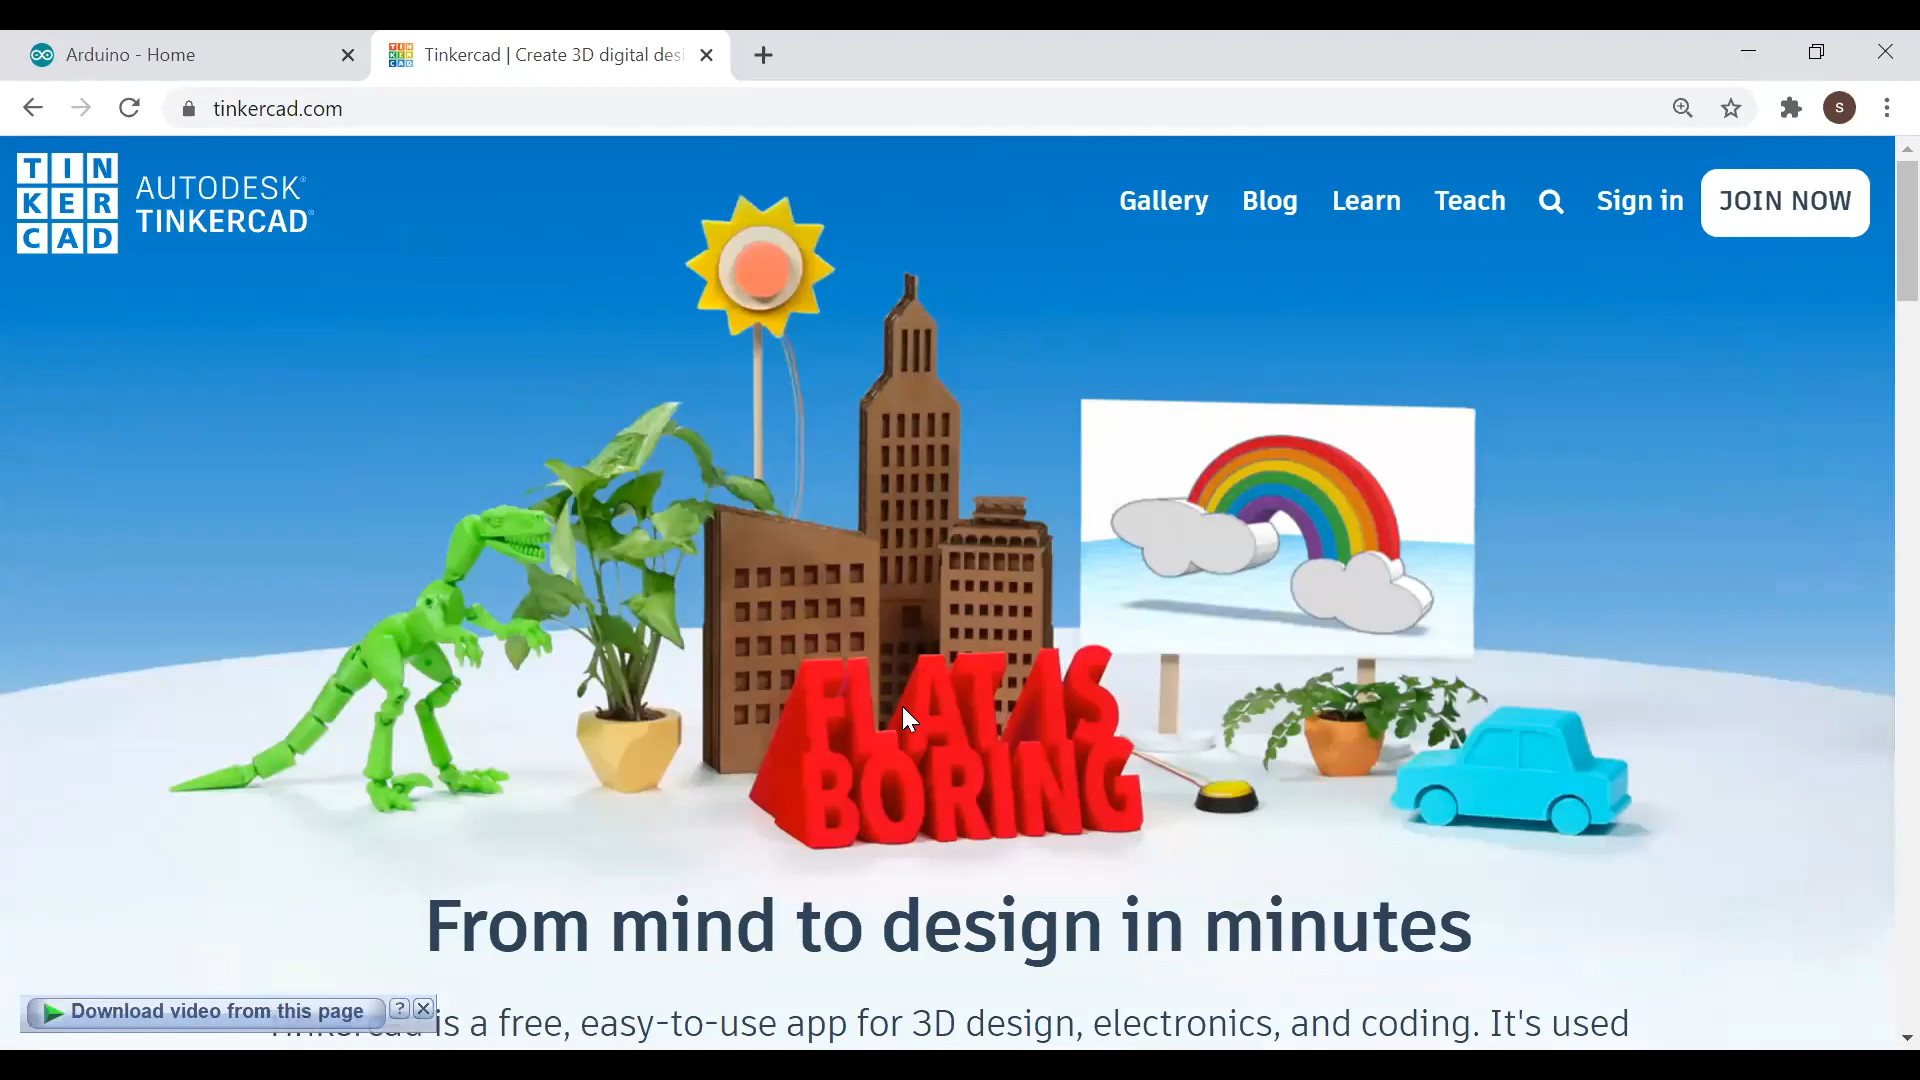 Arduino - Home
Tinkercad | Create 3D digital desi
tinkercad.com
S
TIN
KER
CAD
AUTODESK®
TINKERCAD®
Gallery
Blog
Learn
Teach
Sign in
JOIN NOW
FLAT IS
BORING
From mind to design in minutes
Download video from this page
?
Tinkercad is a free, easy-to-use app for 3D design, electronics, and coding. It's used